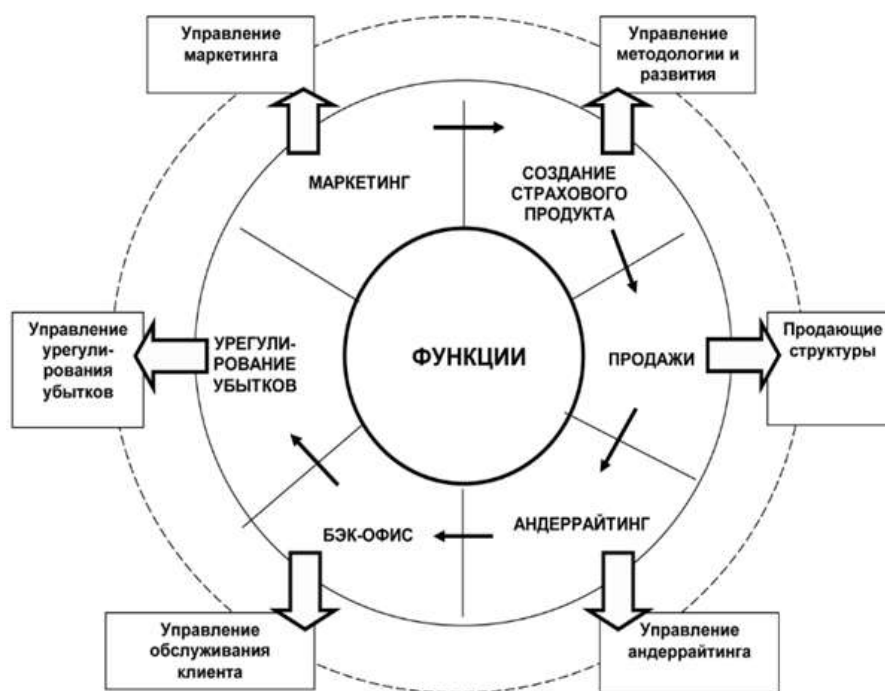 Управление
маркетинга
Управление
методологии и
развития
МАРКЕТИНГ
СОЗДАНИЕ
СТРАХОВОГО
ПРОДУКТА
Управление
урегули-
рования
убытков
УРЕГУЛИ-
РОВАНИЕ
УБЫТКОВ
ФУНКЦИИ
ПРОДАЖИ
Продающие
структуры
БЭК-ОФИС
АНДЕРРАЙТИНГ
Управление
обслуживания
клиента
Управление
андеррайтинга